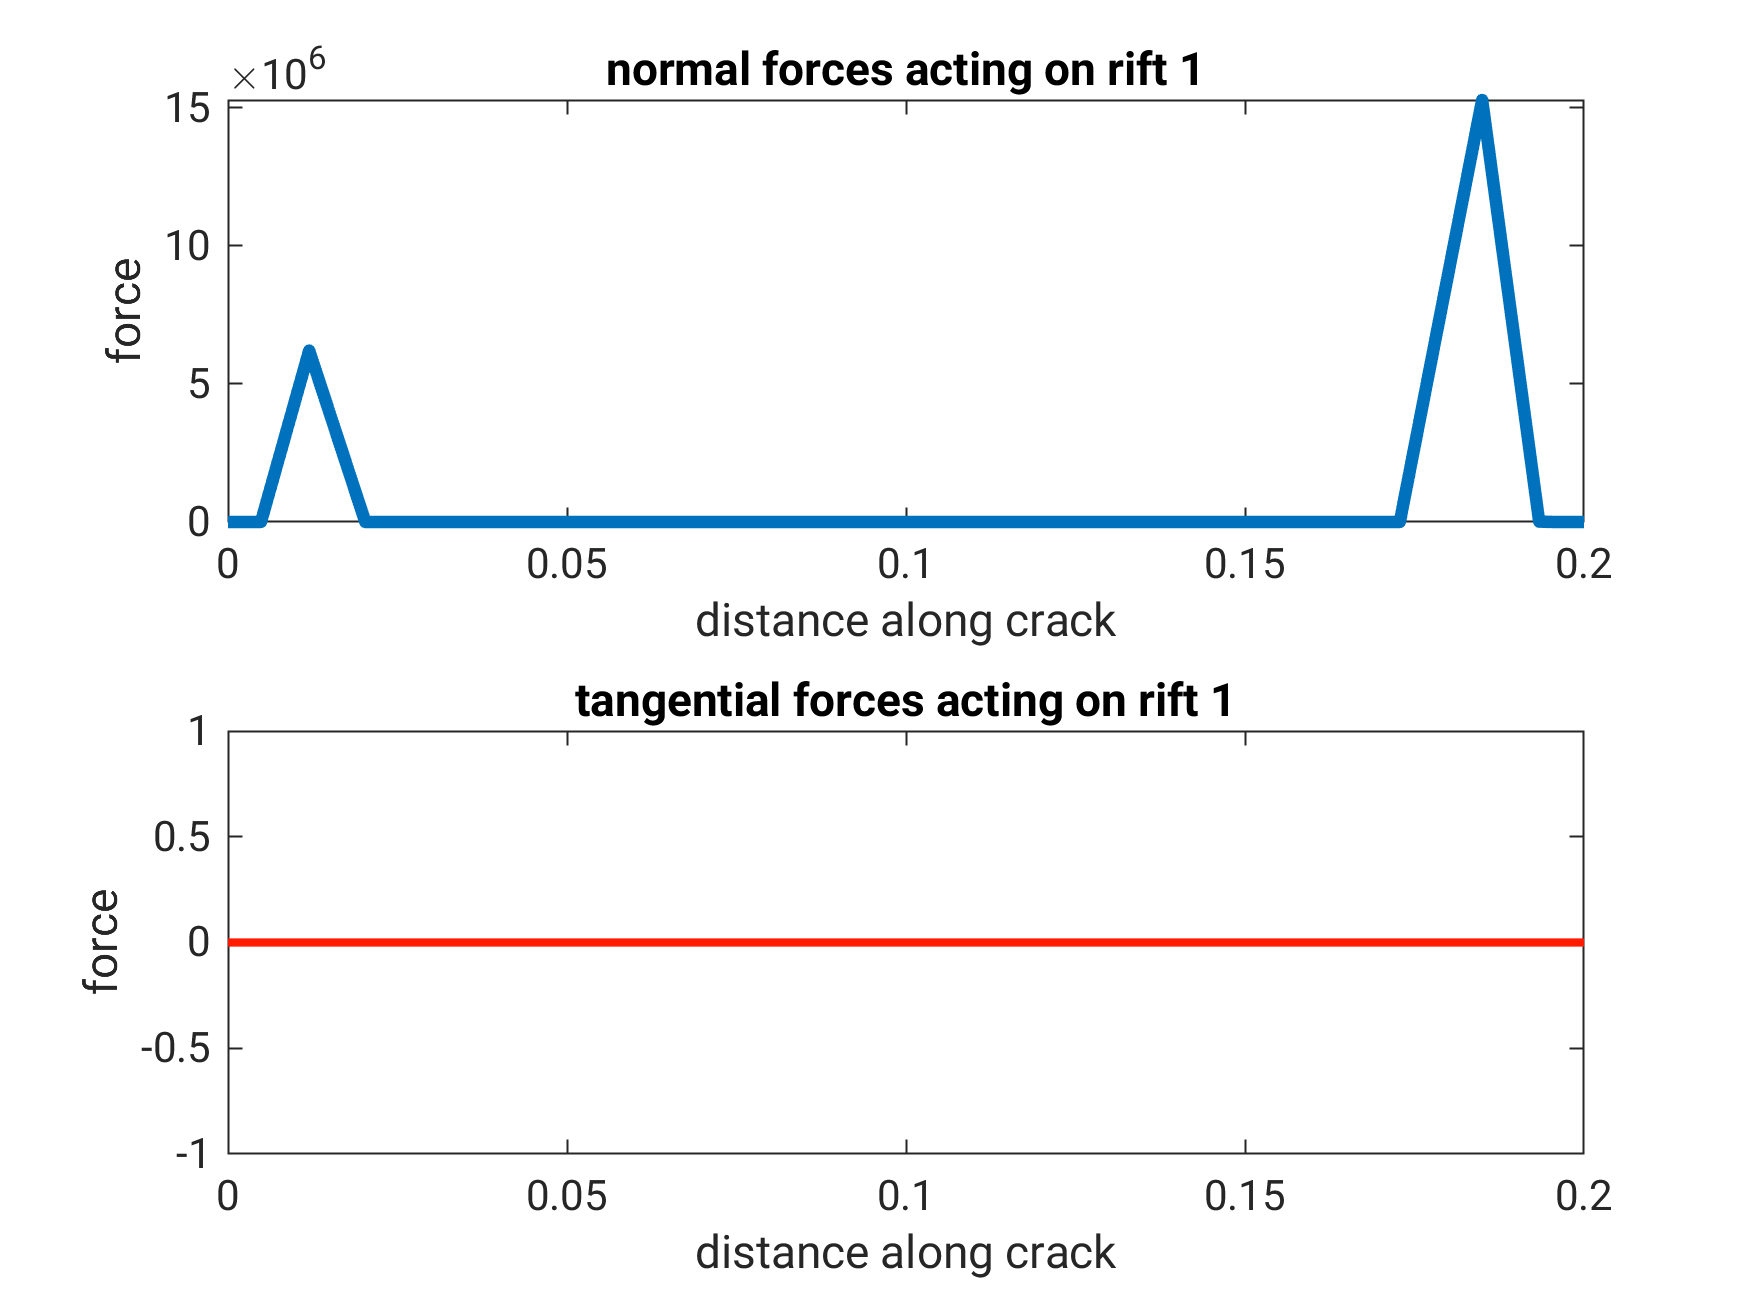 normal forces acting on rift 1
×10⁶
15
10
5
0
force
0 0.05 0.1 0.15 0.2
distance along crack
tangential forces acting on rift 1
1
0.5
0
-0.5
-1
force
0 0.05 0.1 0.15 0.2
distance along crack